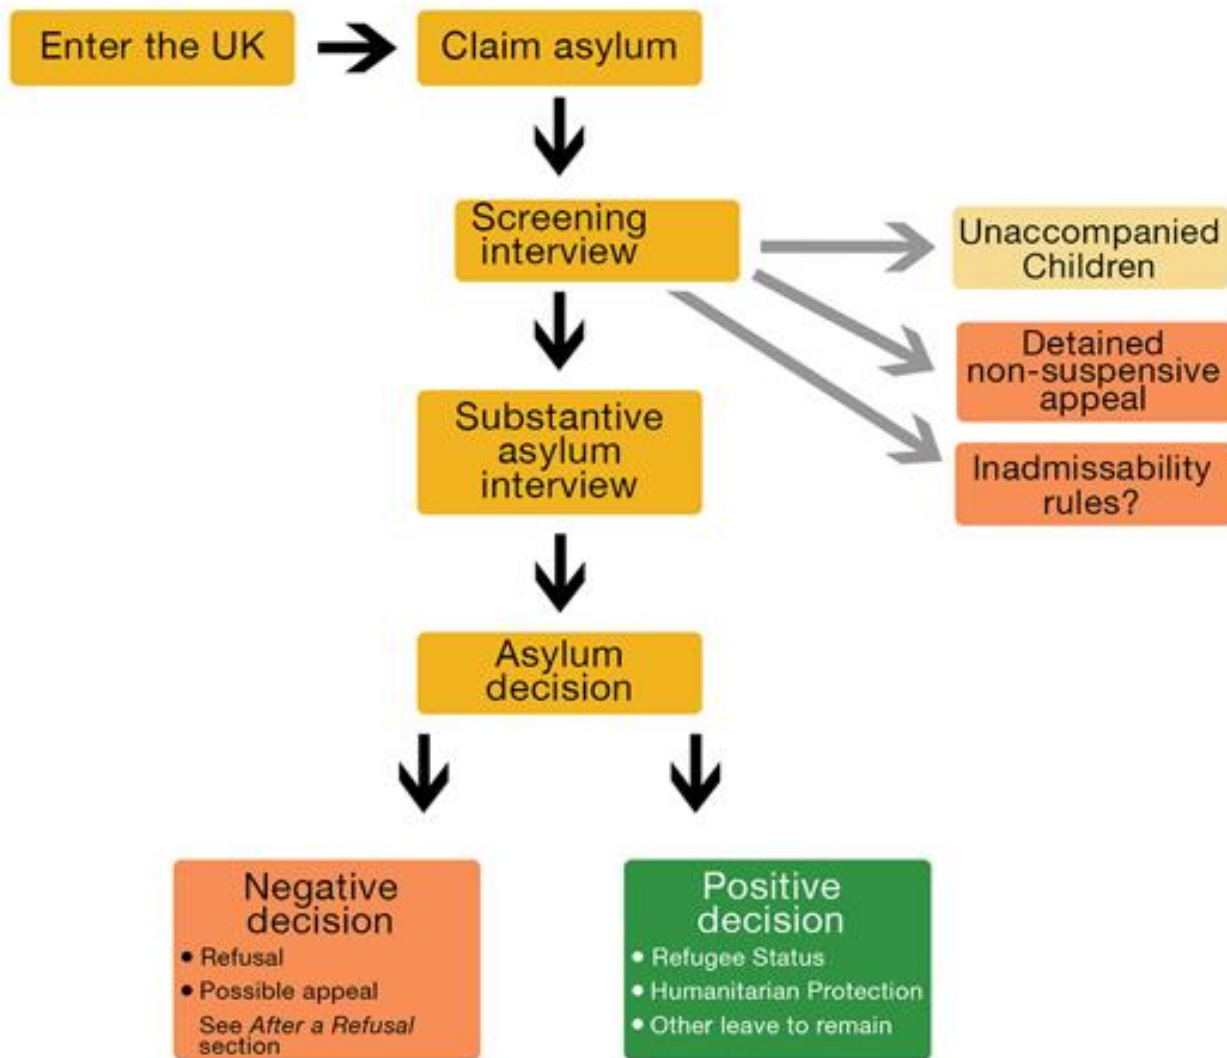 Enter the UK
Claim asylum
Screening
interview
Unaccompanied
Children
Detained
non-suspensive
appeal
Inadmissability
rules?
Substantive
asylum
interview
Asylum
decision
Negative
decision
• Refusal
• Possible appeal
See After a Refusal
section
Positive
decision
• Refugee Status
• Humanitarian Protection
• Other leave to remain